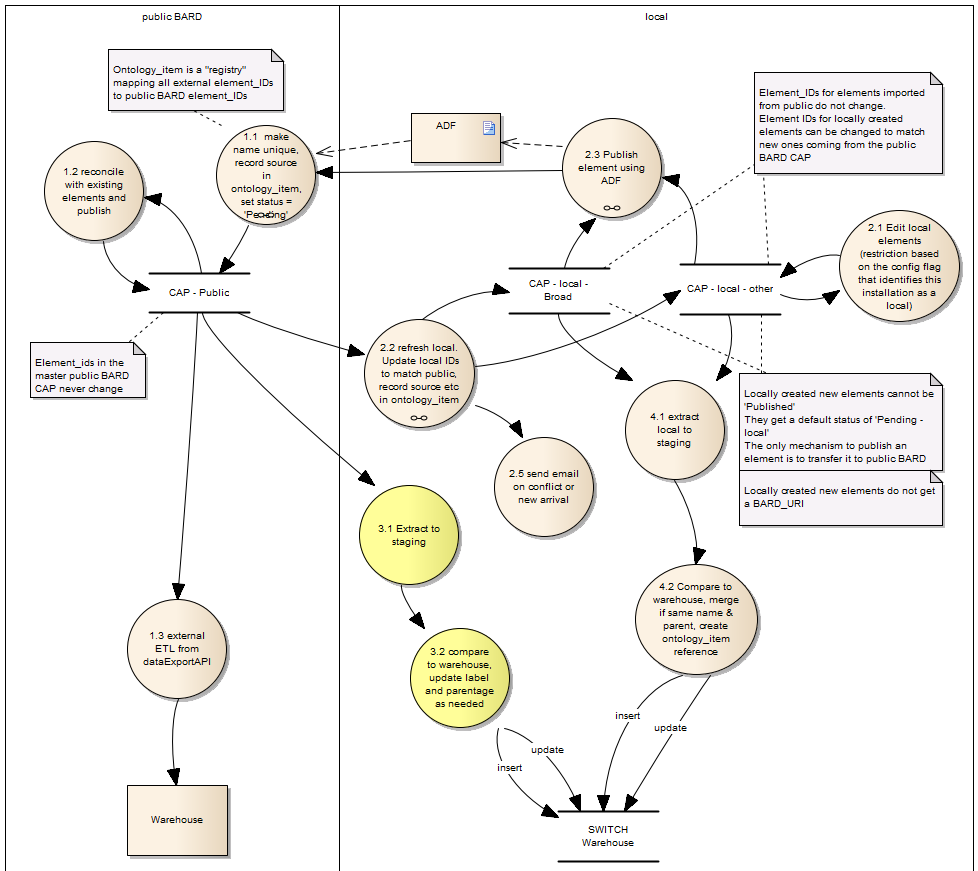 public BARD
local
Ontology_item is a "registry"
mapping all external element_IDs
to public BARD element_IDs
Element_IDs for elements imported
from public do not change.
Element IDs for locally created
elements can be changed to match
new ones coming from the public
BARD CAP
ADF
1.1 make
name unique,
record source
in
ontology_item,
set status =
'Pending'
1.2 reconcile
with existing
elements and
publish
2.3 Publish
element using
ADF
2.1 Edit local
elements
(restriction based
on the config flag
that identifies this
installation as a
local)
CAP - Public
CAP - local -
Broad
CAP - local - other
Element_ids in the
master public BARD
CAP never change
2.2 refresh local.
Update local IDs
to match public,
record source etc
in ontology_item
4.1 extract
local to
staging
Locally created new elements cannot be
'Published'
They get a default status of 'Pending -
local'
The only mechanism to publish an
element is to transfer it to public BARD
Locally created new elements do not get
a BARD_URI
2.5 send email
on conflict or
new arrival
3.1 Extract to
staging
4.2 Compare to
warehouse, merge
if same name &
parent, create
ontology_item
reference
1.3 external
ETL from
dataExportAPI
3.2 compare
to warehouse,
update label
and parentage
as needed
insert
update
update
insert
Warehouse
SWITCH
Warehouse